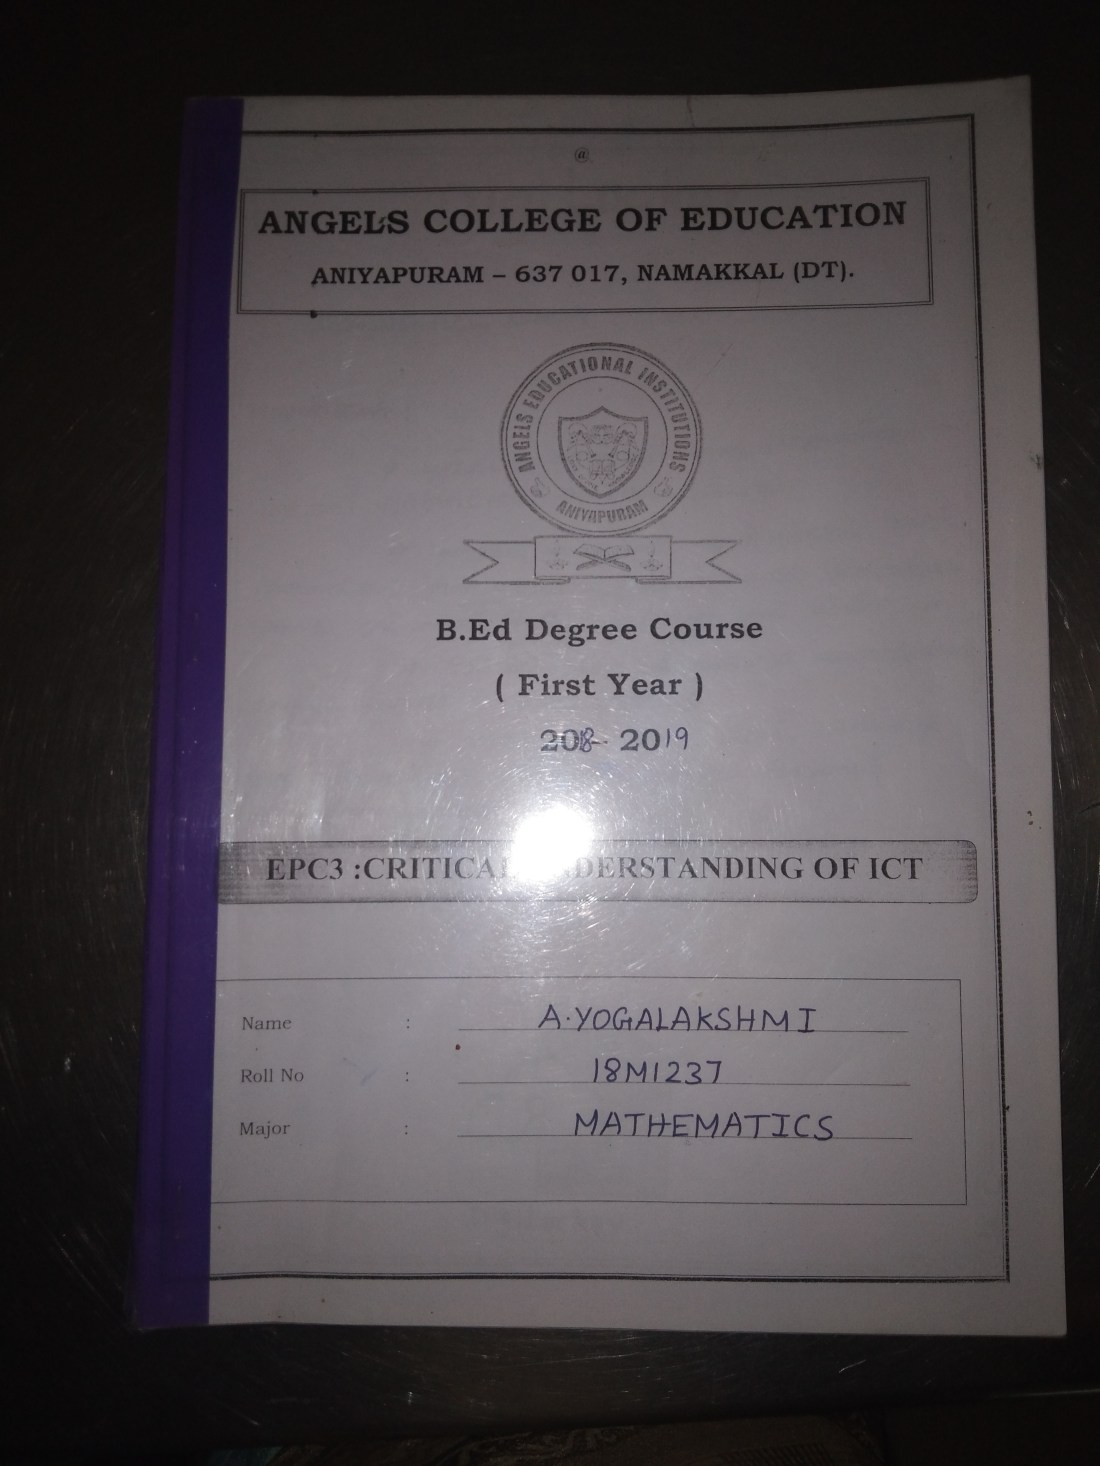 @
ANGELS COLLEGE OF EDUCATION
ANIYAPURAM – 637 017, NAMAKKAL (DT).
ANGELS EDUCATIONAL INSTITUTIONS
ANIYAPURAM
B.Ed Degree Course
( First Year )
2018- 2019
EPC3 :CRITICA DERSTANDING OF ICT
Name : A.YOGALAKSHMI
Roll No : 18M1237
Major : MATHEMATICS